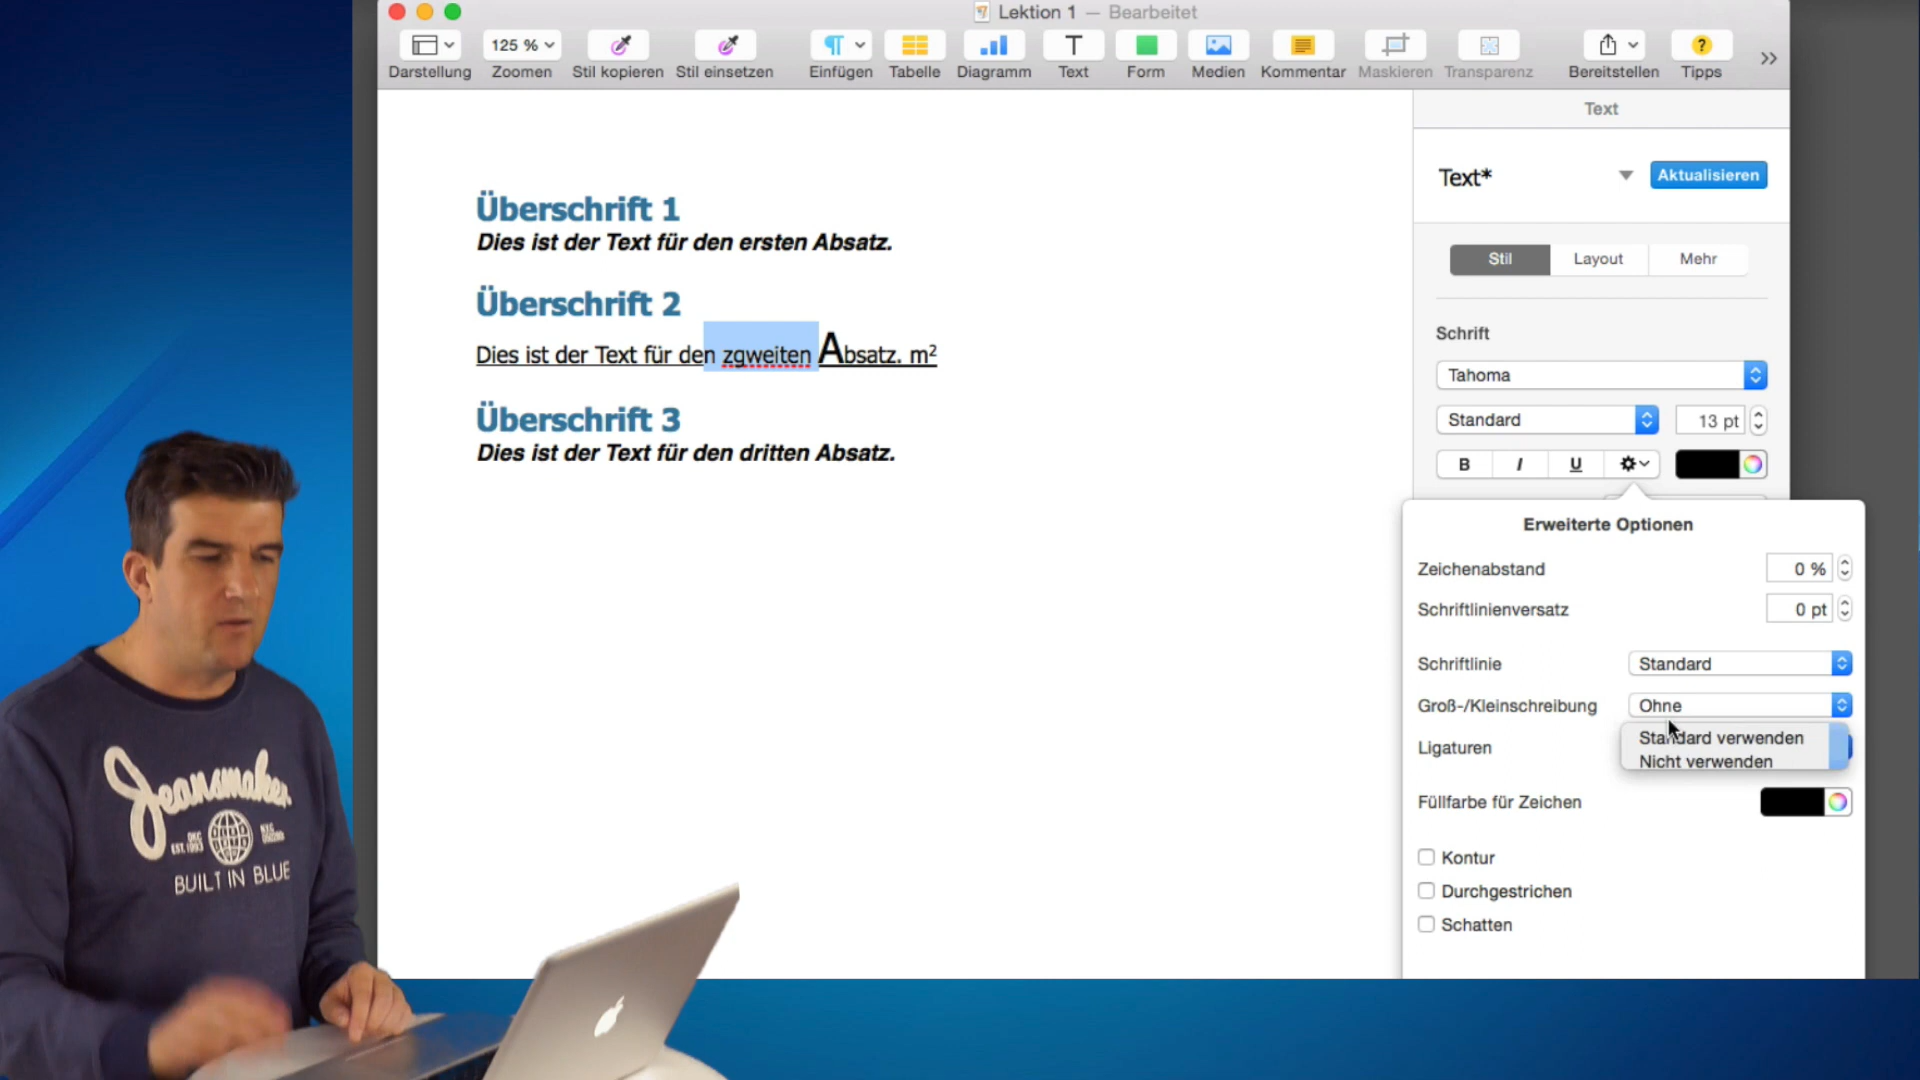 Lektion 1 — Bearbeitet
125 %
Darstellung Zoomen Stil kopieren Stil einsetzen Einfügen Tabelle Diagramm Text Form Medien Kommentar Maskieren Transparenz Bereitstellen Tipps
Text
Text* Aktualisieren
Überschrift 1
Dies ist der Text für den ersten Absatz.
Überschrift 2
Dies ist der Text für den zgweiten Absatz. m²
Überschrift 3
Dies ist der Text für den dritten Absatz.
Stil Layout Mehr
Schrift
Tahoma
Standard 13 pt
B I U
Erweiterte Optionen
Zeichenabstand 0 %
Schriftlinienversatz 0 pt
Schriftlinie Standard
Groß-/Kleinschreibung Ohne
Standard verwenden
Ligaturen
Nicht verwenden
Füllfarbe für Zeichen
Kontur
Durchgestrichen
Schatten
Jeansmaker
EST. 1993
BUILT IN BLUE